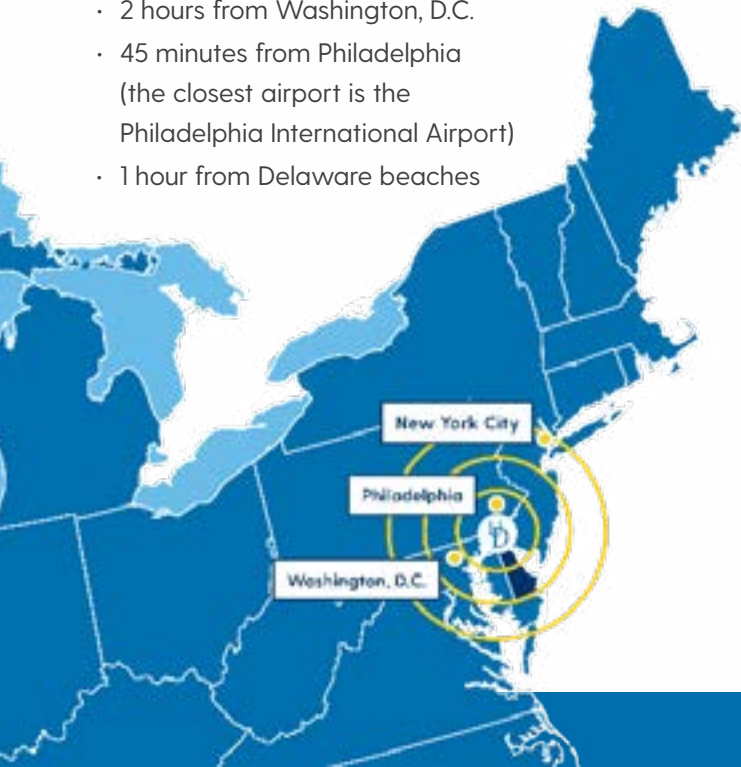 · 2 hours from Washington, D.C.
· 45 minutes from Philadelphia
(the closest airport is the
Philadelphia International Airport)
· 1 hour from Delaware beaches
New York City
Philadelphia
UD
Washington, D.C.